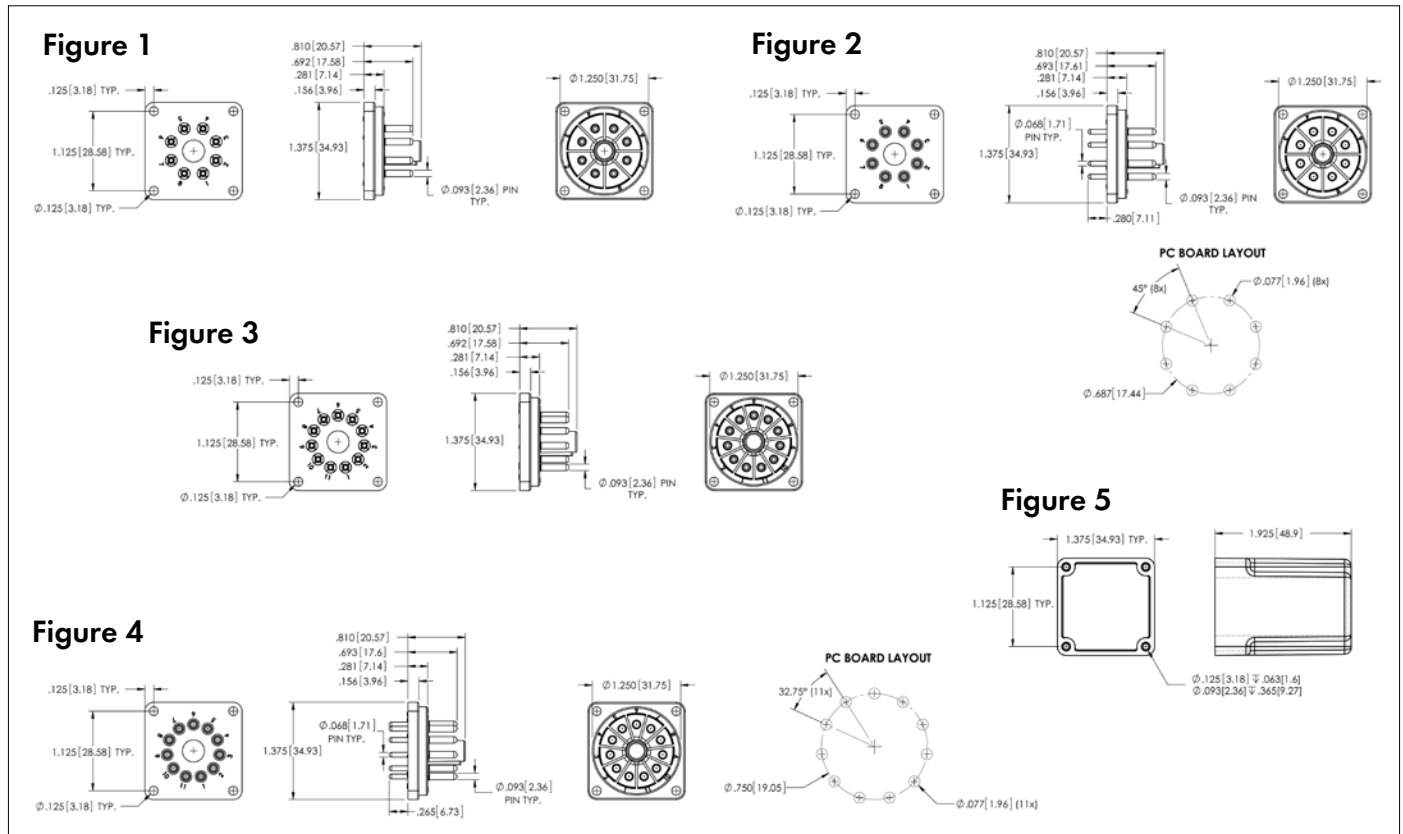 Figure 1
.810[20.57]
.692[17.58]
.281[7.14]
.156[3.96]
.125[3.18] TYP.
1.125[28.58] TYP.
Ø.125[3.18] TYP.
1.375[34.93]
Ø.093[2.36] PIN
TYP.
Ø1.250[31.75]
Figure 2
.810[20.57]
.693[17.61]
.281[7.14]
.156[3.96]
.125[3.18] TYP.
1.125[28.58] TYP.
Ø.125[3.18] TYP.
Ø.068[1.71]
PIN TYP.
1.375[34.93]
Ø.093[2.36] PIN
TYP.
.280[7.11]
Ø1.250[31.75]
PC BOARD LAYOUT
45° (8x)
Ø.077[1.96] (8x)
Ø.687[17.44]
Figure 3
.810[20.57]
.692[17.58]
.281[7.14]
.156[3.96]
.125[3.18] TYP.
1.125[28.58] TYP.
Ø.125[3.18] TYP.
1.375[34.93]
Ø.093[2.36] PIN
TYP.
Ø1.250[31.75]
Figure 5
1.375[34.93] TYP.
1.925[48.9]
1.125[28.58] TYP.
Ø.125[3.18] ↧.063[1.6]
Ø.093[2.36] ↧.365[9.27]
Figure 4
.810[20.57]
.693[17.6]
.281[7.14]
.156[3.96]
.125[3.18] TYP.
1.125[28.58] TYP.
Ø.125[3.18] TYP.
Ø.068[1.71]
PIN TYP.
1.375[34.93]
Ø.093[2.36]
PIN TYP.
.265[6.73]
Ø1.250[31.75]
PC BOARD LAYOUT
32.75° (11x)
Ø.750[19.05]
Ø.077[1.96] (11x)